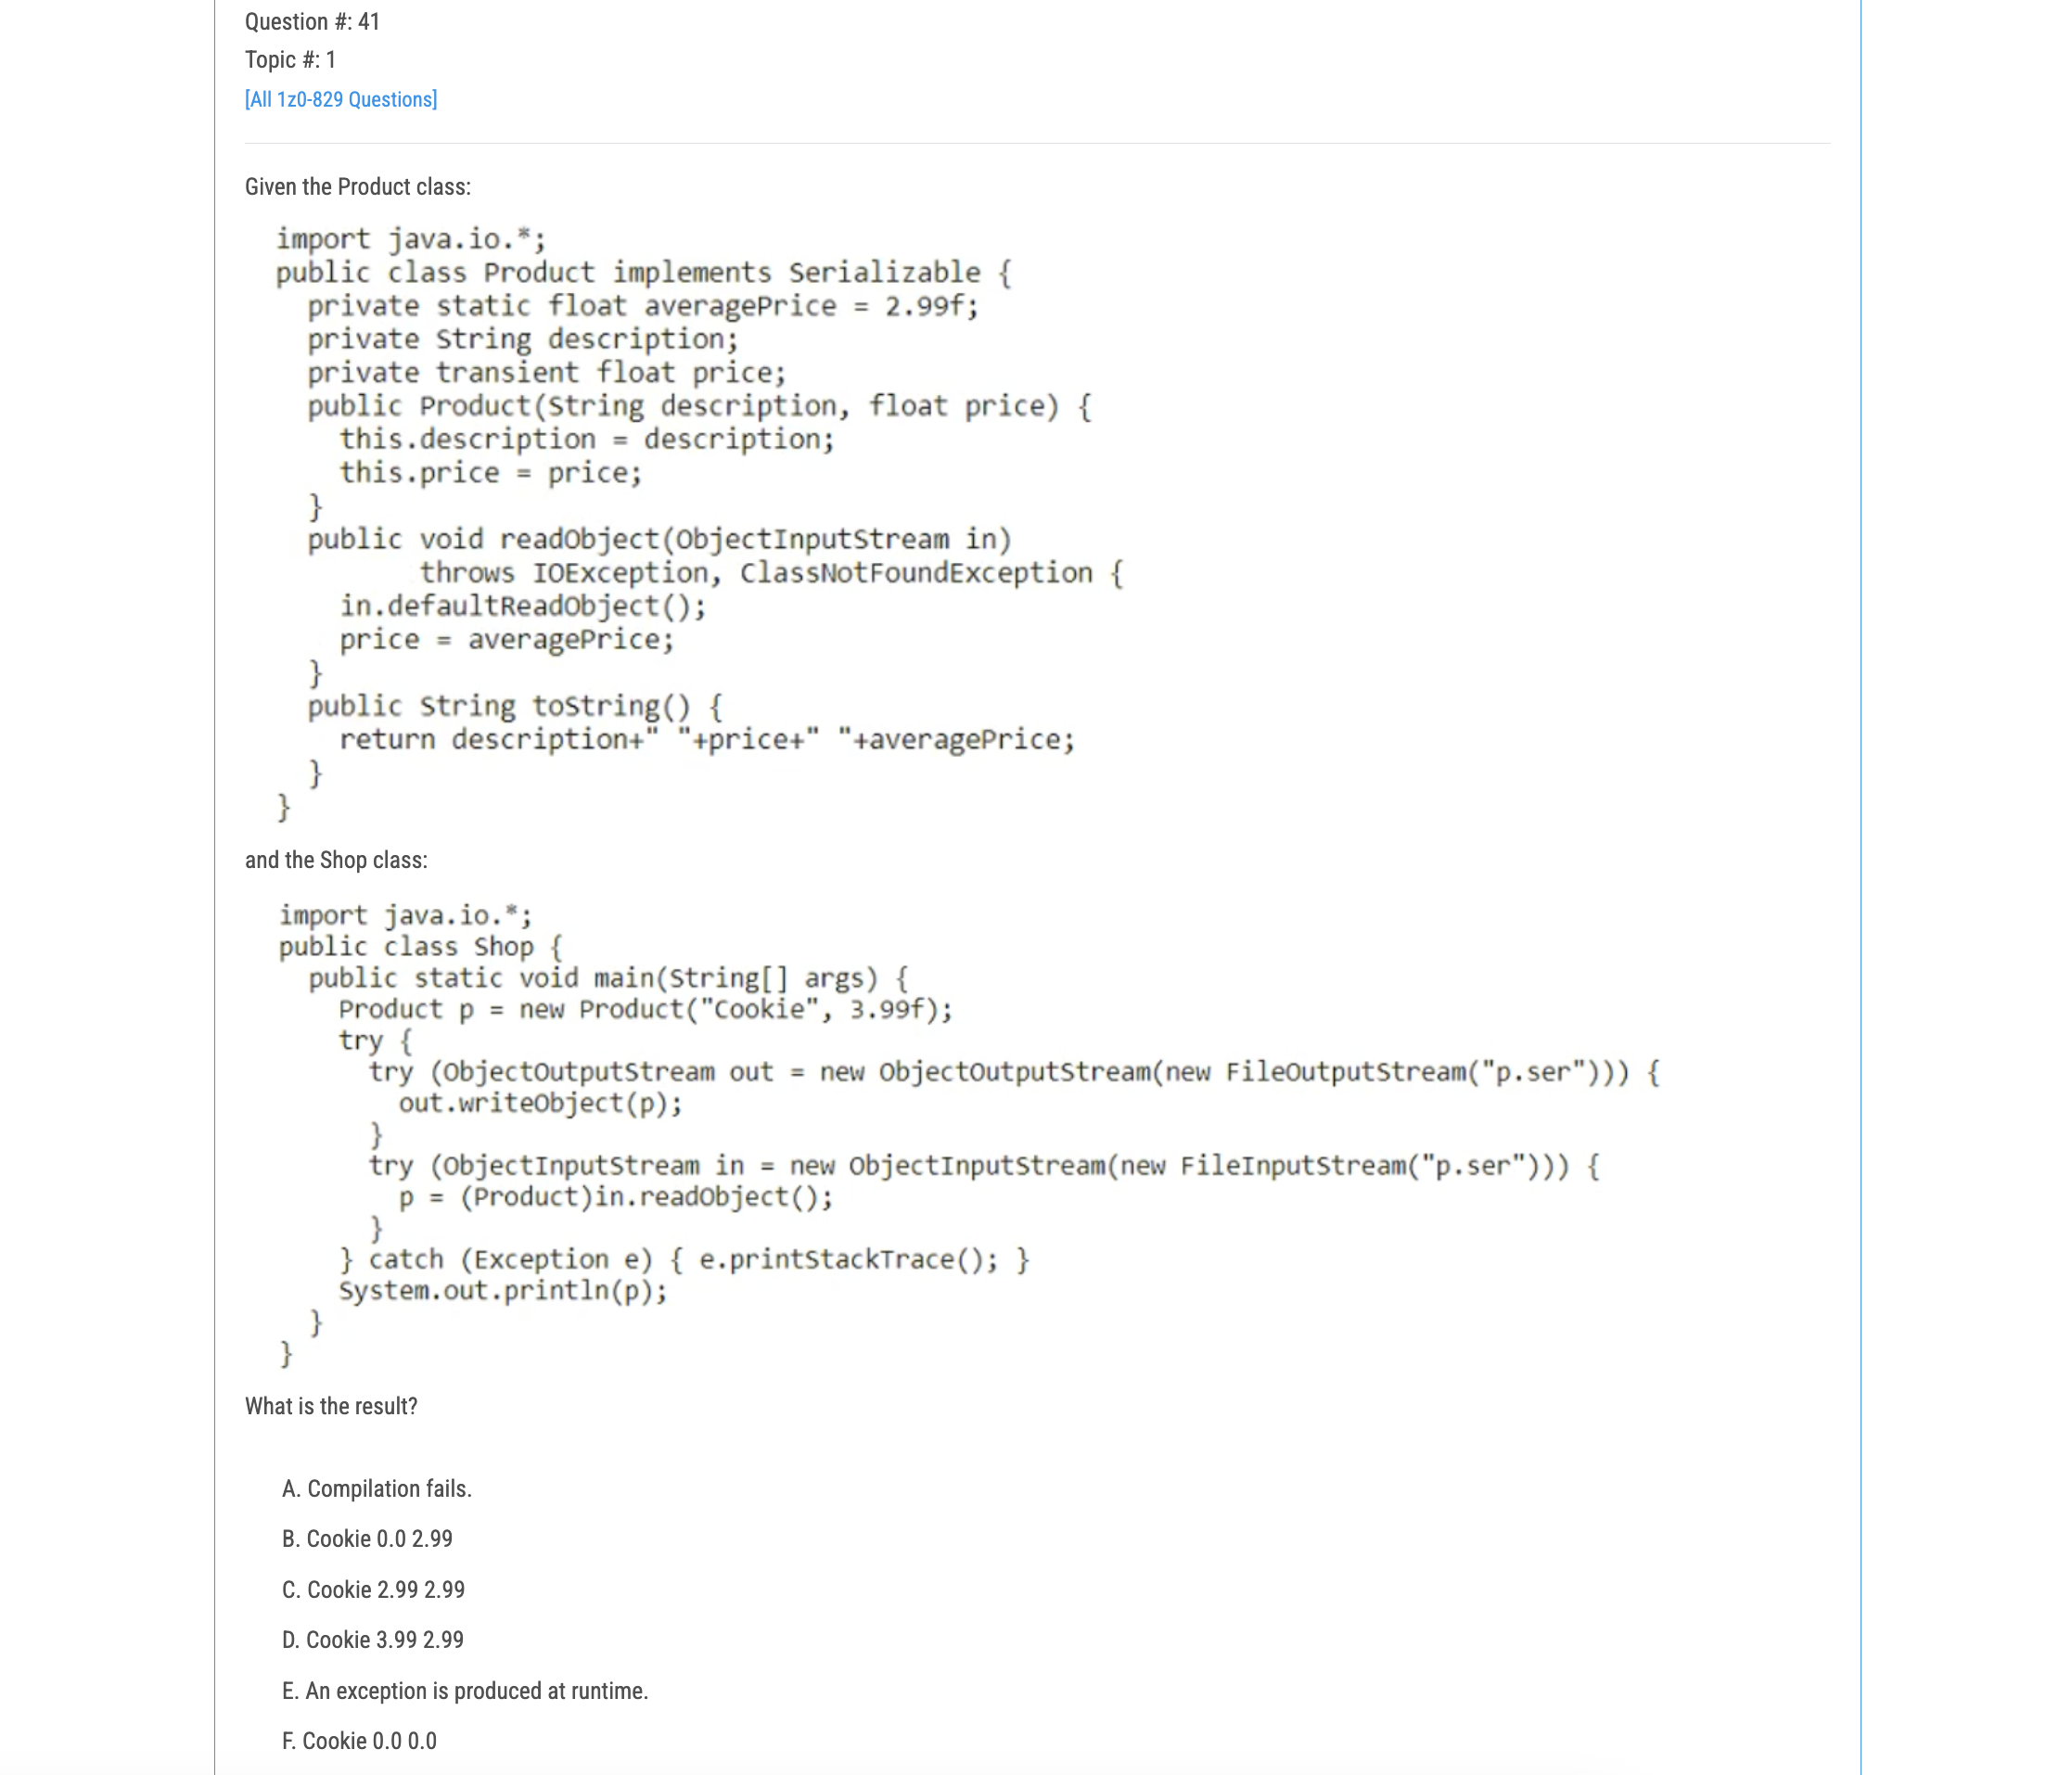 Question #: 41
Topic #: 1
[All 1z0-829 Questions]
Given the Product class:
import java.io.*;
public class Product implements Serializable {
private static float averagePrice = 2.99f;
private String description;
private transient float price;
public Product(String description, float price) {
this.description = description;
this.price = price;
}
public void readObject(ObjectInputStream in)
throws IOException, ClassNotFoundException {
in.defaultReadObject();
price = averagePrice;
}
public String toString() {
return description+" "+price+" "+averagePrice;
}
}
and the Shop class:
import java.io.*;
public class Shop {
public static void main(String[] args) {
Product p = new Product("Cookie", 3.99f);
try {
try (ObjectOutputStream out = new ObjectOutputStream(new FileOutputStream("p.ser"))) {
out.writeObject(p);
}
try (ObjectInputStream in = new ObjectInputStream(new FileInputStream("p.ser"))) {
p = (Product)in.readObject();
}
} catch (Exception e) { e.printStackTrace(); }
System.out.println(p);
}
}
What is the result?
A. Compilation fails.
B. Cookie 0.0 2.99
C. Cookie 2.99 2.99
D. Cookie 3.99 2.99
E. An exception is produced at runtime.
F. Cookie 0.0 0.0